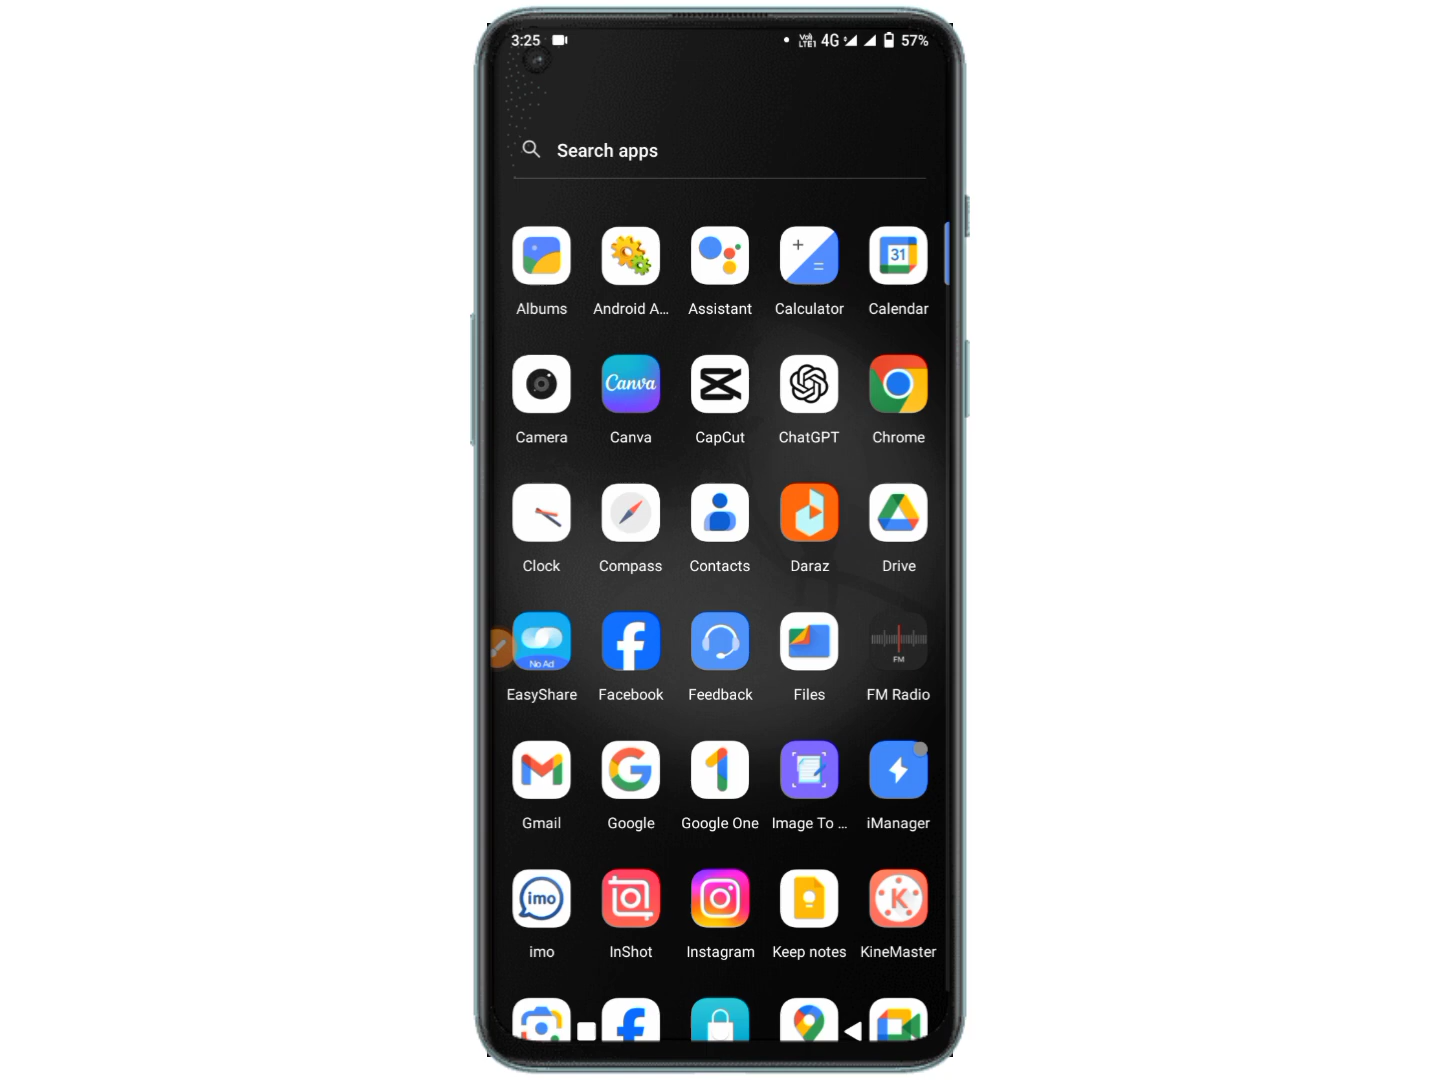 3:25 VoLTE1 4G 57%
Search apps
+
=
31
Albums Android A... Assistant Calculator Calendar
Canva
Camera Canva CapCut ChatGPT Chrome
Clock Compass Contacts Daraz Drive
No Ad
FM
EasyShare Facebook Feedback Files FM Radio
Gmail Google Google One Image To ... iManager
imo
K
imo InShot Instagram Keep notes KineMaster